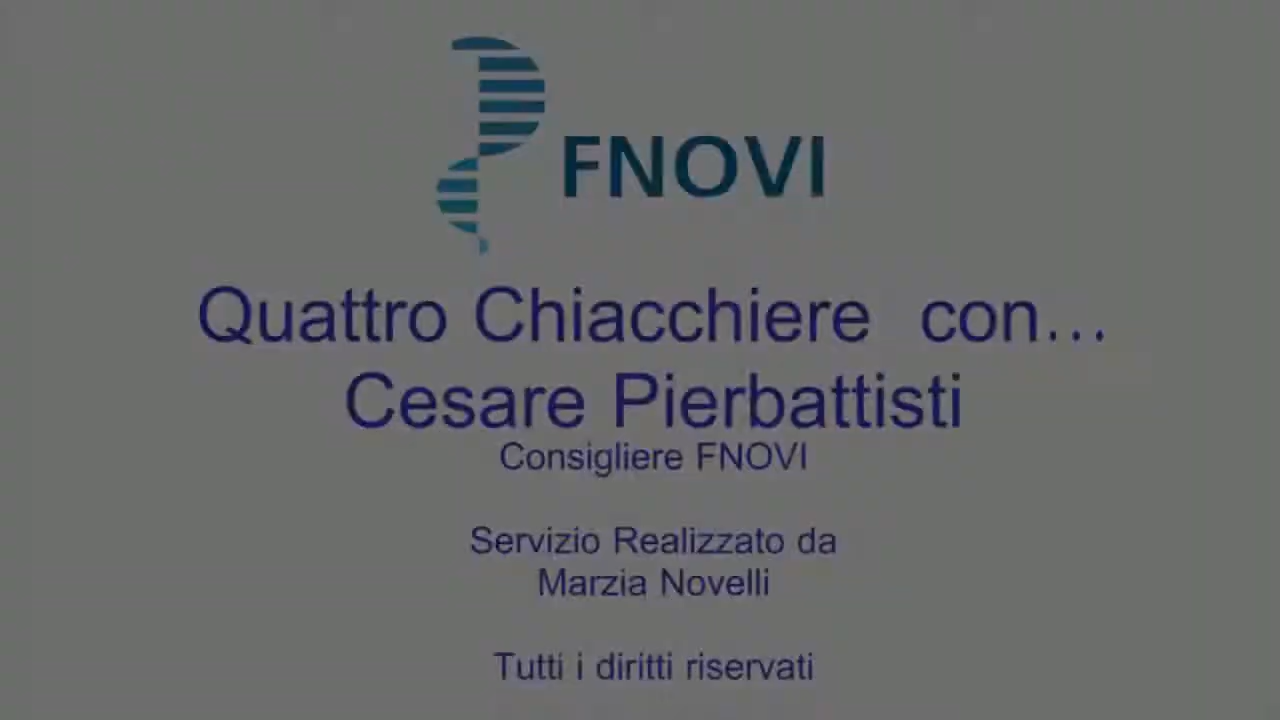 FNOVI
Quattro Chiacchiere con...
Cesare Pierbattisti
Consigliere FNOVI
Servizio Realizzato da
Marzia Novelli
Tutti i diritti riservati